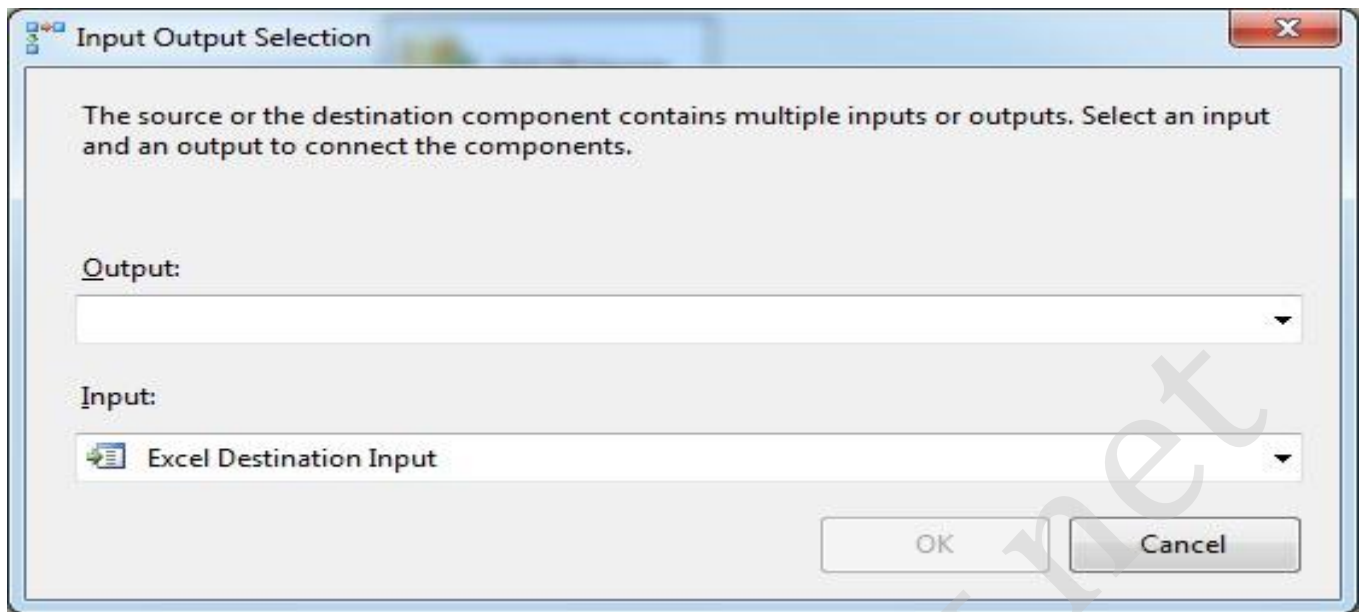 Input Output Selection
The source or the destination component contains multiple inputs or outputs. Select an input
and an output to connect the components.
Output:
Input:
Excel Destination Input
OK
Cancel
net